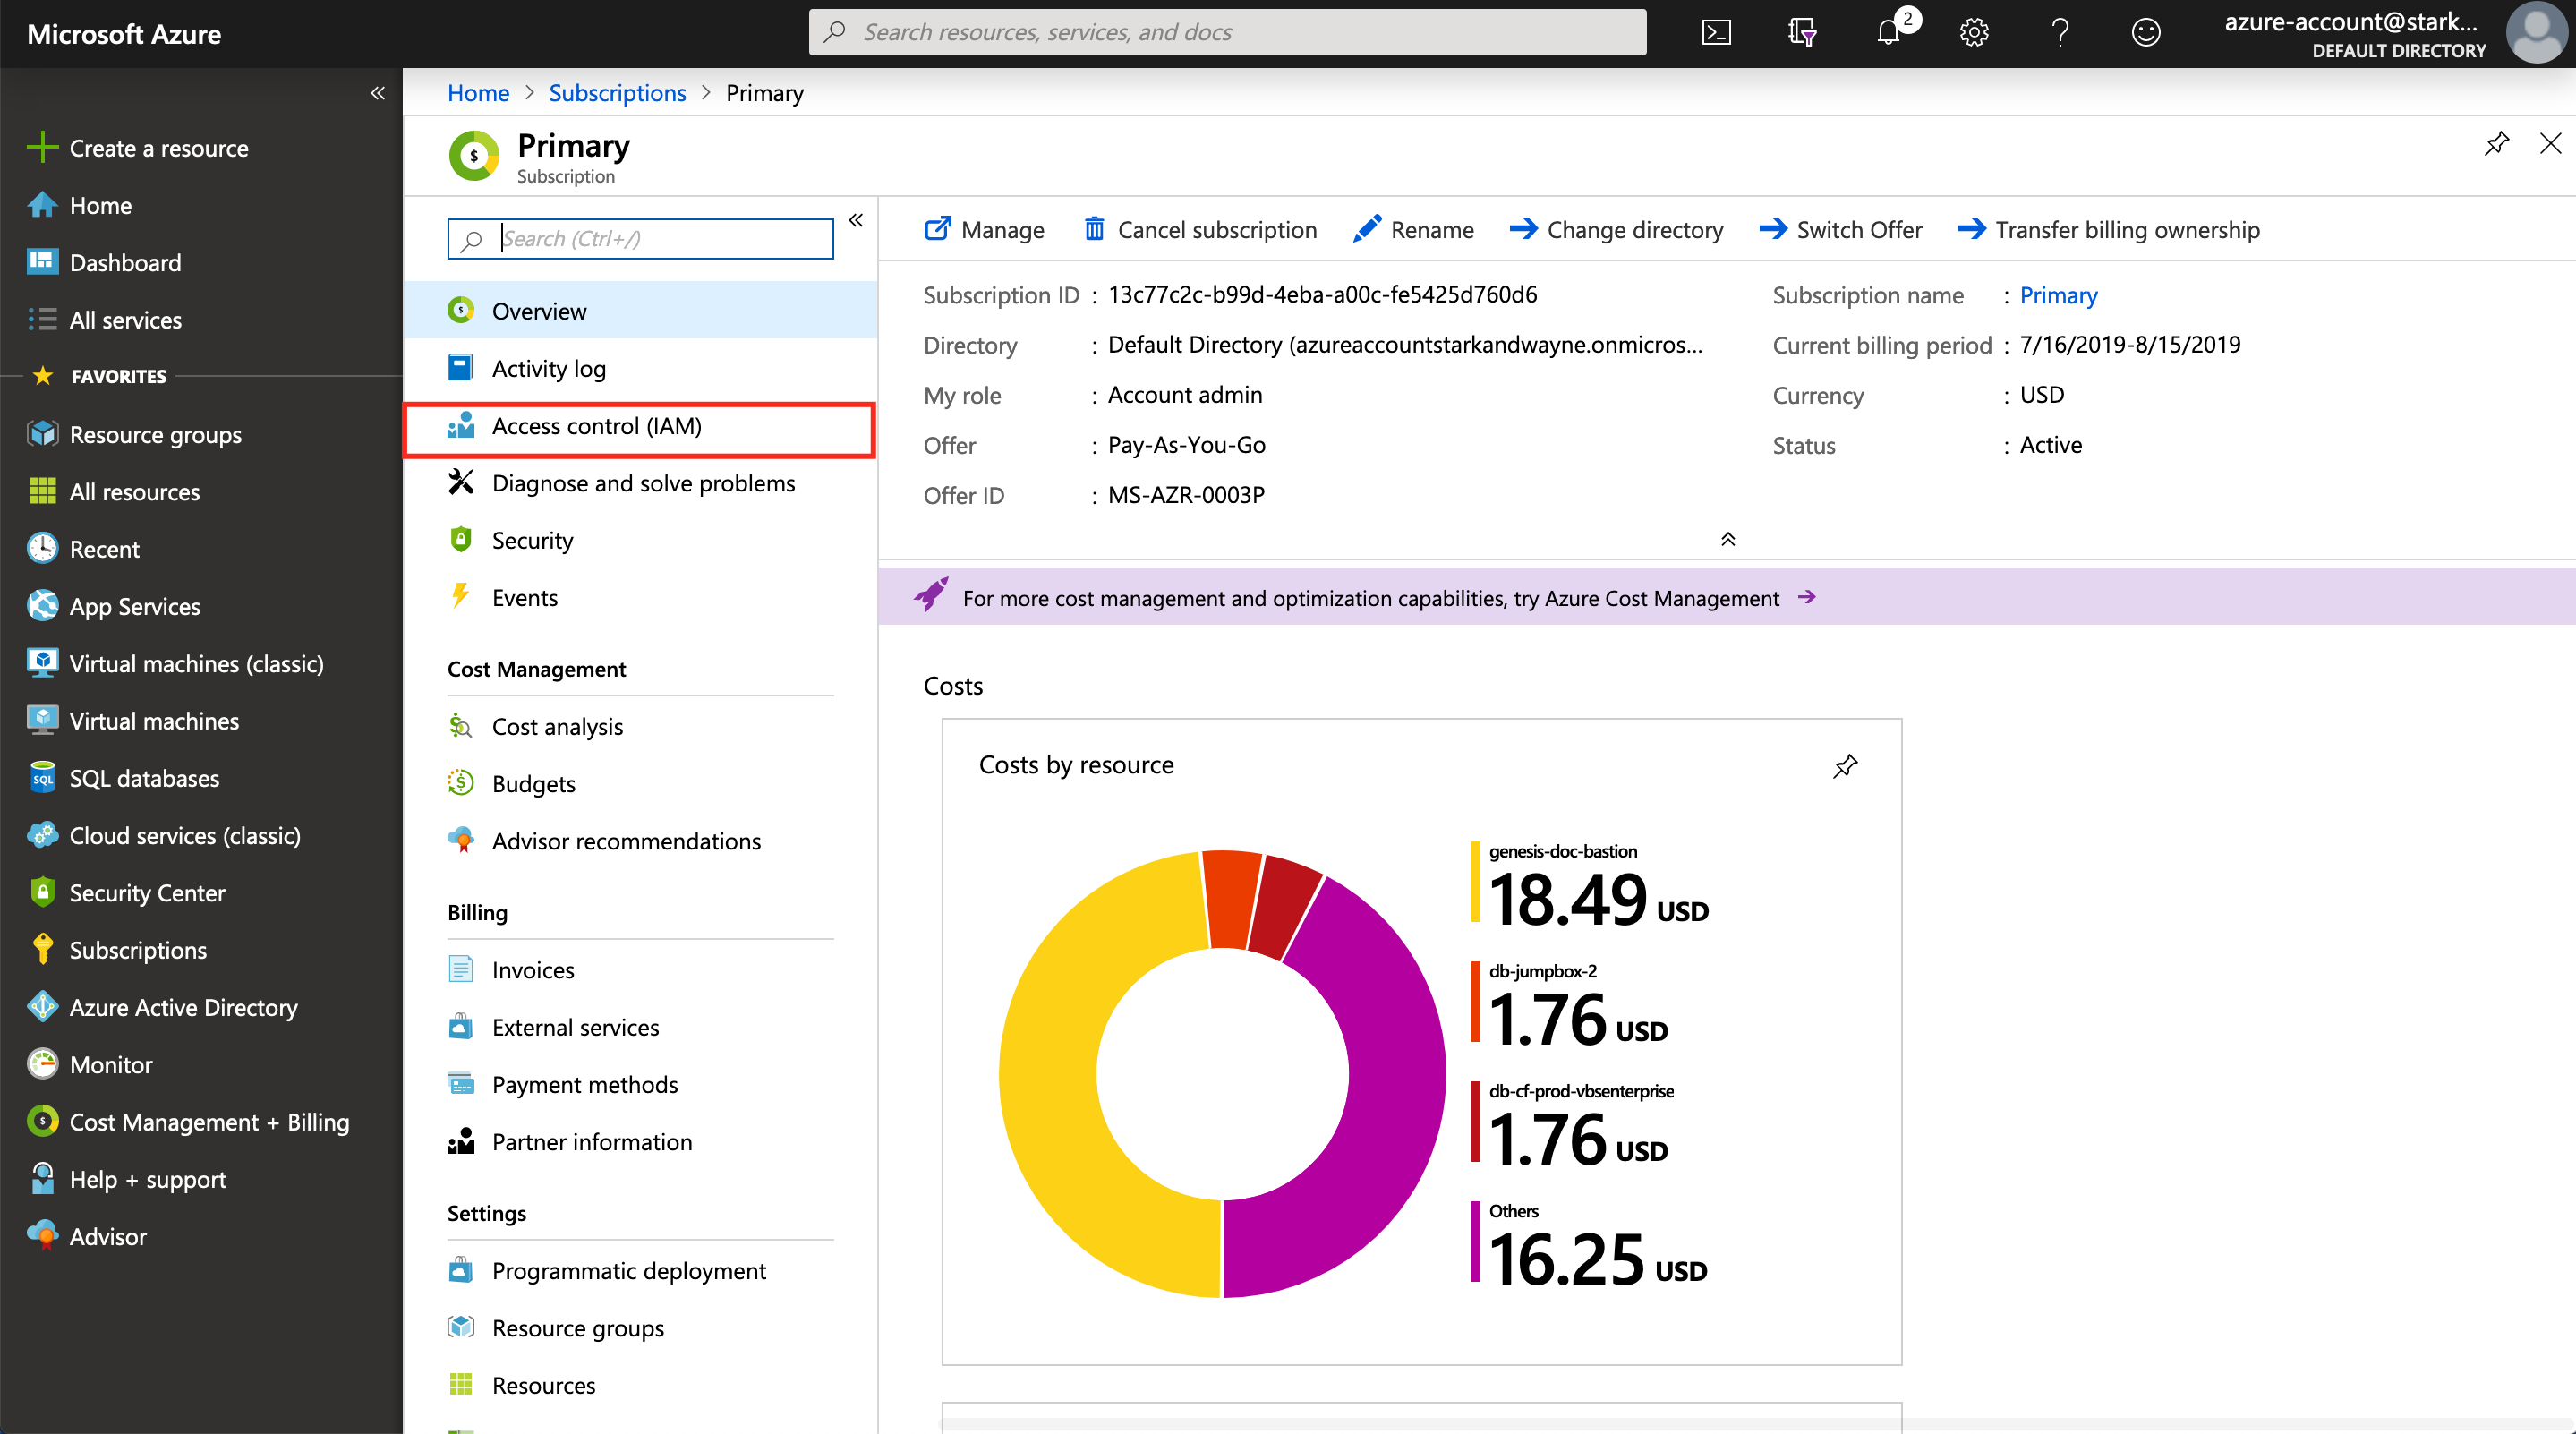 Microsoft Azure
Search resources, services, and docs
2
azure-account@stark...
DEFAULT DIRECTORY
Create a resource
Home
Dashboard
All services
FAVORITES
Resource groups
All resources
Recent
App Services
Virtual machines (classic)
Virtual machines
SQL
SQL databases
Cloud services (classic)
Security Center
Subscriptions
Azure Active Directory
Monitor
Cost Management + Billing
Help + support
Advisor
Home > Subscriptions > Primary
Primary
Subscription
Search (Ctrl+/)
Overview
Activity log
Access control (IAM)
Diagnose and solve problems
Security
Events
Cost Management
Cost analysis
Budgets
Advisor recommendations
Billing
Invoices
External services
Payment methods
Partner information
Settings
Programmatic deployment
Resource groups
Resources
Manage
Cancel subscription
Rename
Change directory
Switch Offer
Transfer billing ownership
Subscription ID : 13c77c2c-b99d-4eba-a00c-fe5425d760d6
Directory : Default Directory (azureaccountstarkandwayne.onmicros...
My role : Account admin
Offer : Pay-As-You-Go
Offer ID : MS-AZR-0003P
Subscription name : Primary
Current billing period : 7/16/2019-8/15/2019
Currency : USD
Status : Active
For more cost management and optimization capabilities, try Azure Cost Management
Costs
Costs by resource
genesis-doc-bastion
18.49 USD
db-jumpbox-2
1.76 USD
db-cf-prod-vbsenterprise
1.76 USD
Others
16.25 USD